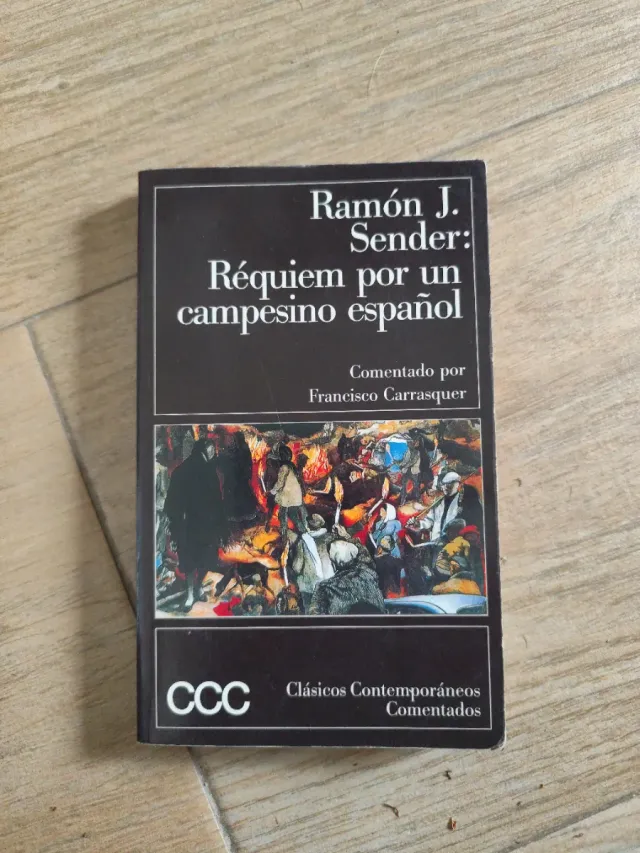 Ramón J.
Sender:
Réquiem por un
campesino español
Comentado por
Francisco Carrasquer
CCC
Clásicos Contemporáneos
Comentados